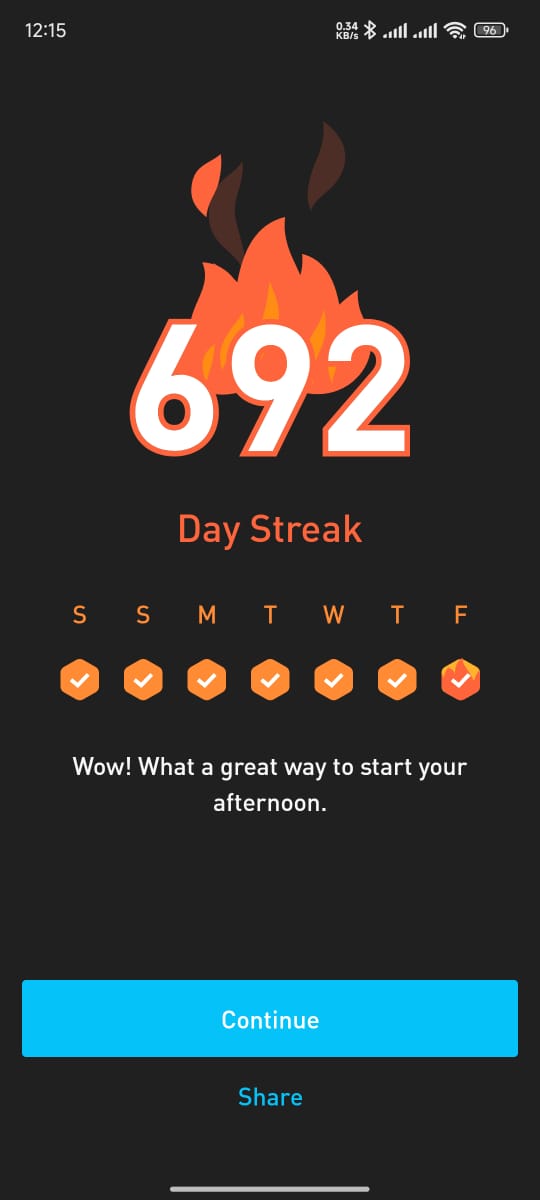 12:15
0.34
KB/s
96
692
Day Streak
S S M T W T F
Wow! What a great way to start your
afternoon.
Continue
Share